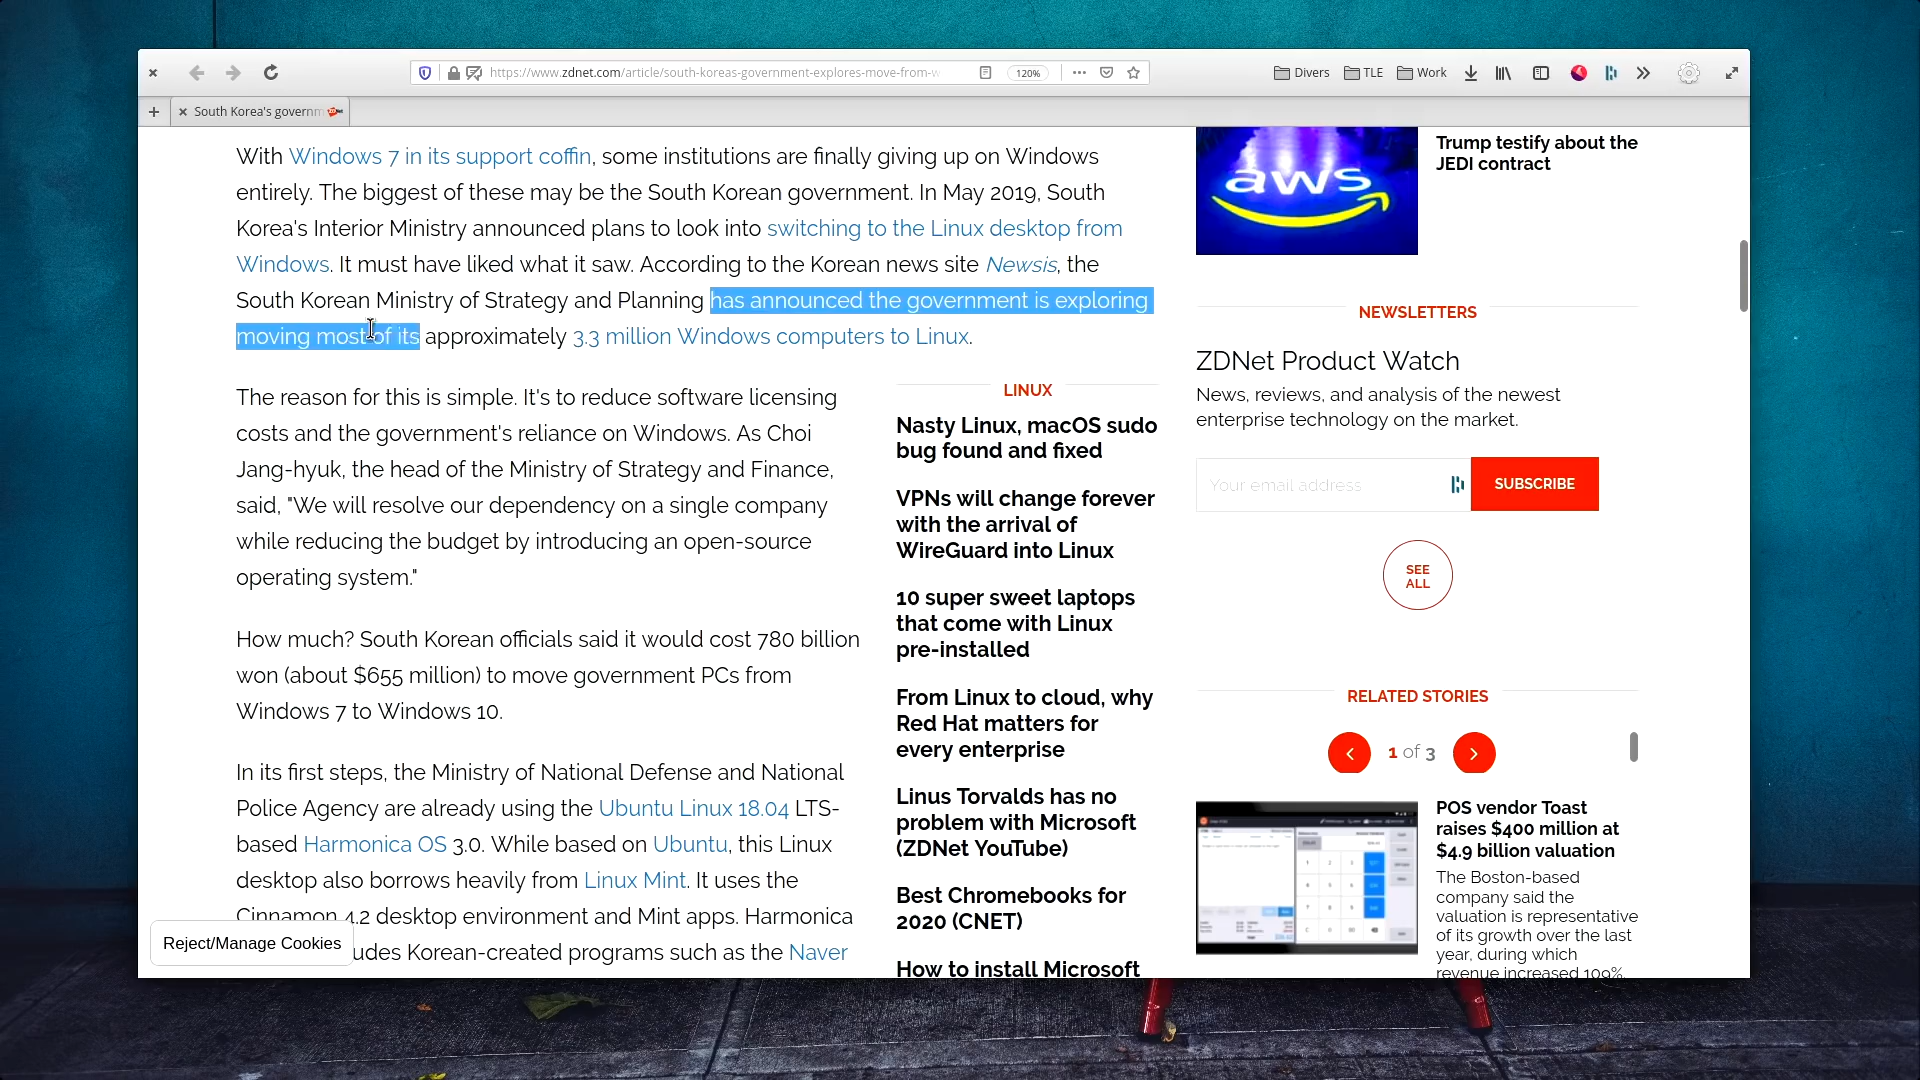 https://www.zdnet.com/article/south-koreas-government-explores-move-from-w
120%
Divers
TLE
Work
South Korea's governm
With Windows 7 in its support coffin, some institutions are finally giving up on Windows
entirely. The biggest of these may be the South Korean government. In May 2019, South
Korea's Interior Ministry announced plans to look into switching to the Linux desktop from
Windows. It must have liked what it saw. According to the Korean news site Newsis, the
South Korean Ministry of Strategy and Planning has announced the government is exploring
moving most of its approximately 3.3 million Windows computers to Linux.
The reason for this is simple. It's to reduce software licensing
costs and the government's reliance on Windows. As Choi
Jang-hyuk, the head of the Ministry of Strategy and Finance,
said, "We will resolve our dependency on a single company
while reducing the budget by introducing an open-source
operating system."
How much? South Korean officials said it would cost 780 billion
won (about $655 million) to move government PCs from
Windows 7 to Windows 10.
In its first steps, the Ministry of National Defense and National
Police Agency are already using the Ubuntu Linux 18.04 LTS-
based Harmonica OS 3.0. While based on Ubuntu, this Linux
desktop also borrows heavily from Linux Mint. It uses the
Cinnamon 4.2 desktop environment and Mint apps. Harmonica
udes Korean-created programs such as the Naver
Reject/Manage Cookies
LINUX
Nasty Linux, macOS sudo
bug found and fixed
VPNs will change forever
with the arrival of
WireGuard into Linux
10 super sweet laptops
that come with Linux
pre-installed
From Linux to cloud, why
Red Hat matters for
every enterprise
Linus Torvalds has no
problem with Microsoft
(ZDNet YouTube)
Best Chromebooks for
2020 (CNET)
How to install Microsoft
aws
Trump testify about the
JEDI contract
NEWSLETTERS
ZDNet Product Watch
News, reviews, and analysis of the newest
enterprise technology on the market.
Your email address
SUBSCRIBE
SEE
ALL
RELATED STORIES
1 of 3
POS vendor Toast
raises $400 million at
$4.9 billion valuation
The Boston-based
company said the
valuation is representative
of its growth over the last
year, during which
revenue increased 109%.